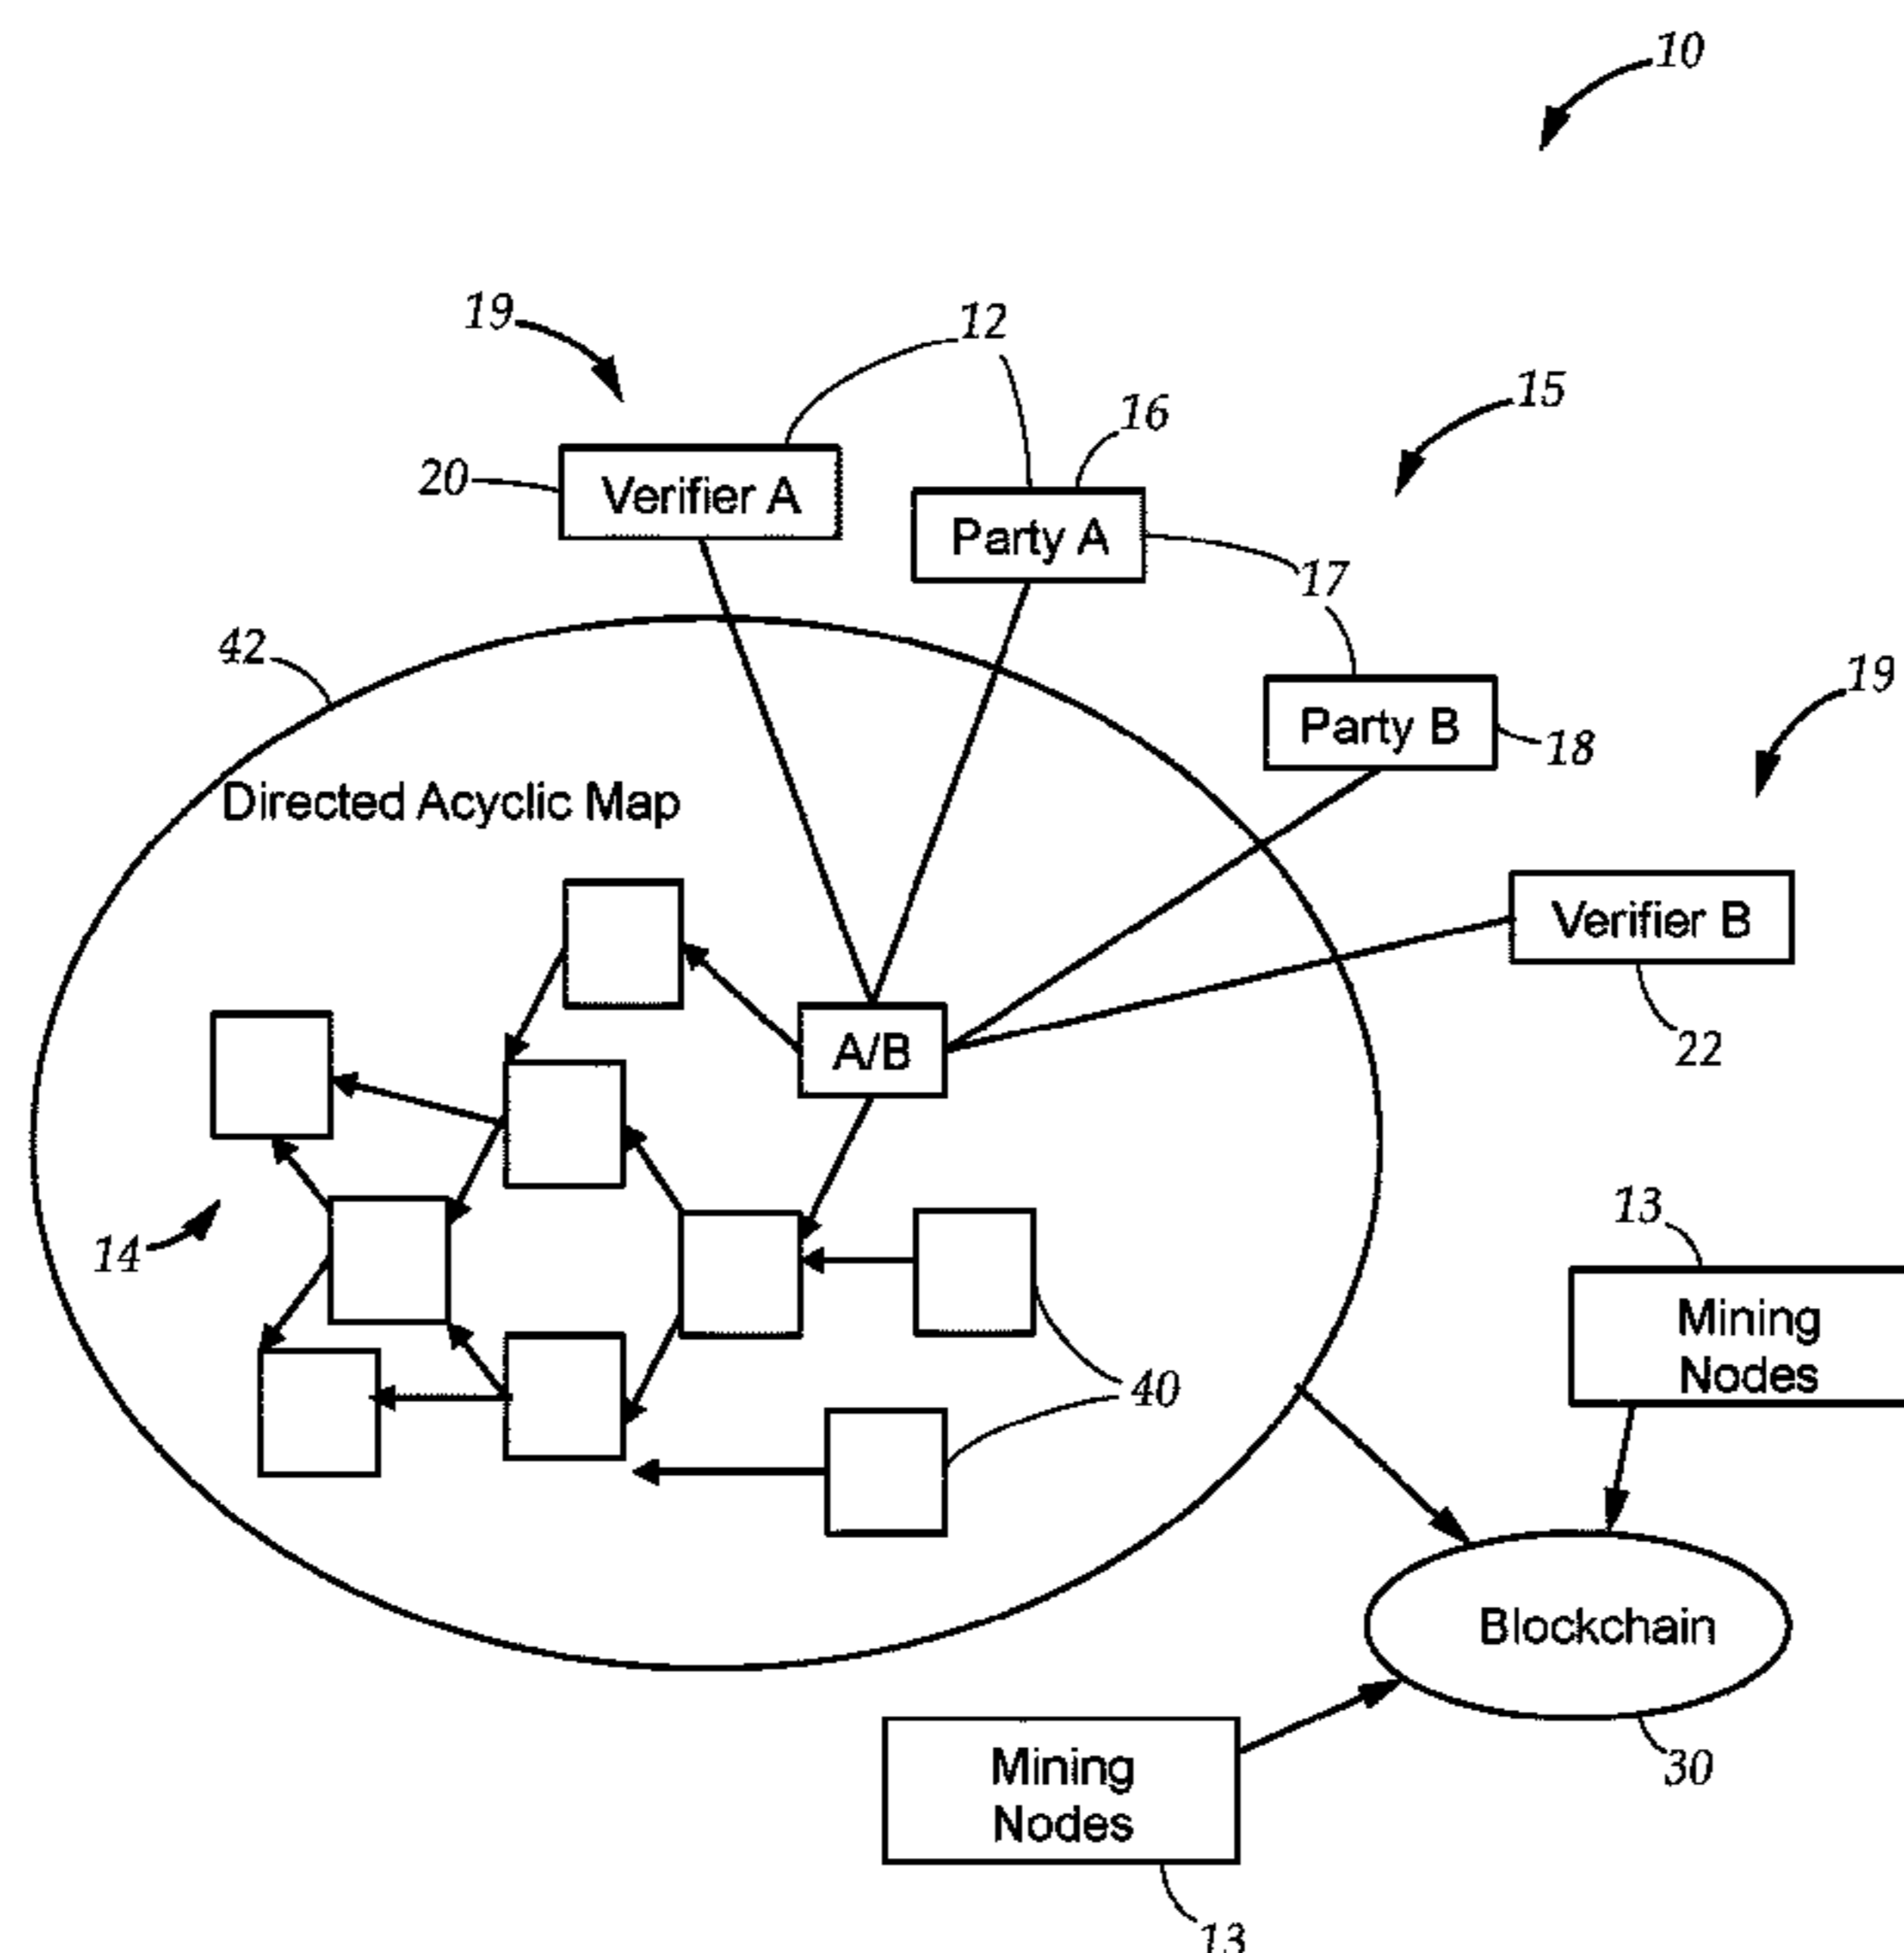 10
19
12
16
15
20
Verifier A
Party A
17
42
19
Party B
18
Directed Acyclic Map
Verifier B
A/B
22
13
14
Mining
Nodes
40
Blockchain
30
Mining
Nodes
13